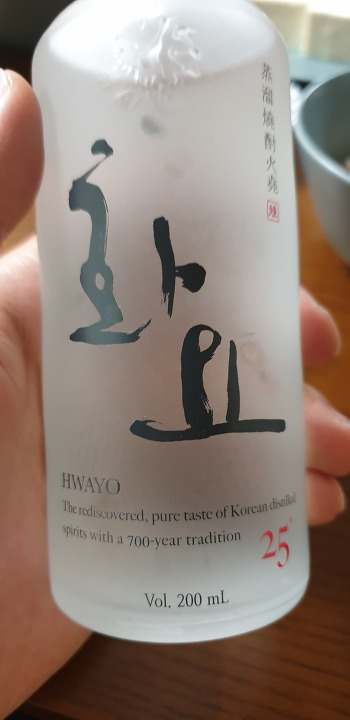 蒸溜燒酎火堯
화요
HWAYO
The rediscovered, pure taste of Korean distilled
spirits with a 700-year tradition
25°
Vol. 200 mL